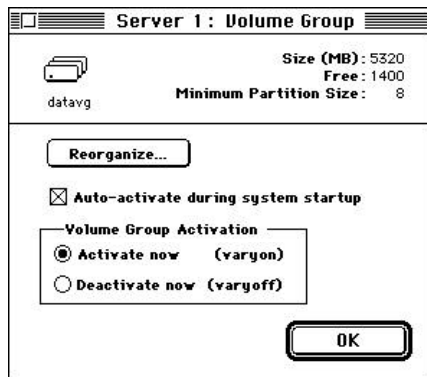 Server 1: Volume Group
Size (MB): 5320
Free: 1400
Minimum Partition Size: 8
datavg
Reorganize...
Auto-activate during system startup
Volume Group Activation
Activate now (varyon)
Deactivate now (varyoff)
OK